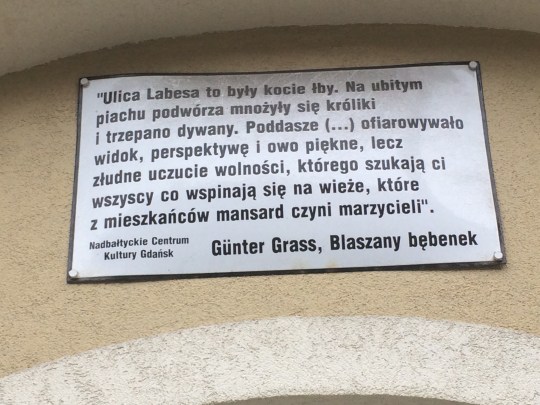 "Ulica Labesa to były kocie łby. Na ubitym
piachu podwórza mnożyły się króliki
i trzepano dywany. Poddasze (...) ofiarowywało
widok, perspektywę i owo piękne, lecz
złudne uczucie wolności, którego szukają ci
wszyscy co wspinają się na wieże, które
z mieszkańców mansard czyni marzycieli".
Nadbałtyckie Centrum
Kultury Gdańsk
Günter Grass, Blaszany bębenek